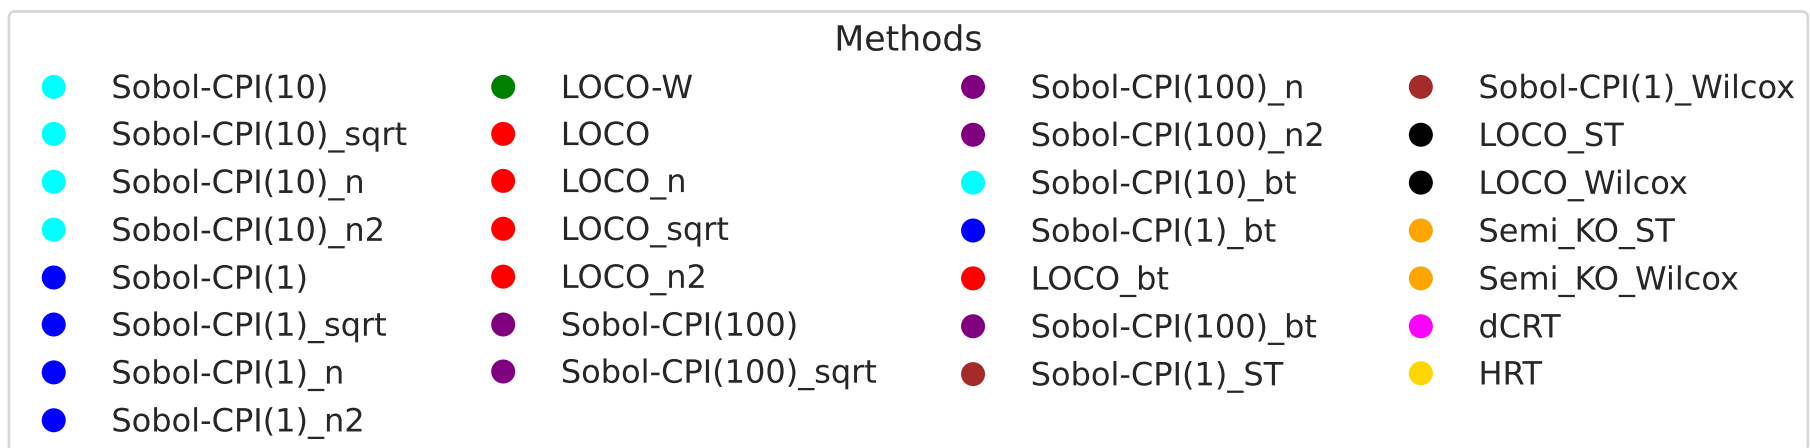 Methods
Sobol-CPI(10)
Sobol-CPI(10)_sqrt
Sobol-CPI(10)_n
Sobol-CPI(10)_n2
Sobol-CPI(1)
Sobol-CPI(1)_sqrt
Sobol-CPI(1)_n
Sobol-CPI(1)_n2
LOCO-W
LOCO
LOCO_n
LOCO_sqrt
LOCO_n2
Sobol-CPI(100)
Sobol-CPI(100)_sqrt
Sobol-CPI(100)_n
Sobol-CPI(100)_n2
Sobol-CPI(10)_bt
Sobol-CPI(1)_bt
LOCO_bt
Sobol-CPI(100)_bt
Sobol-CPI(1)_ST
Sobol-CPI(1)_Wilcox
LOCO_ST
LOCO_Wilcox
Semi_KO_ST
Semi_KO_Wilcox
dCRT
HRT